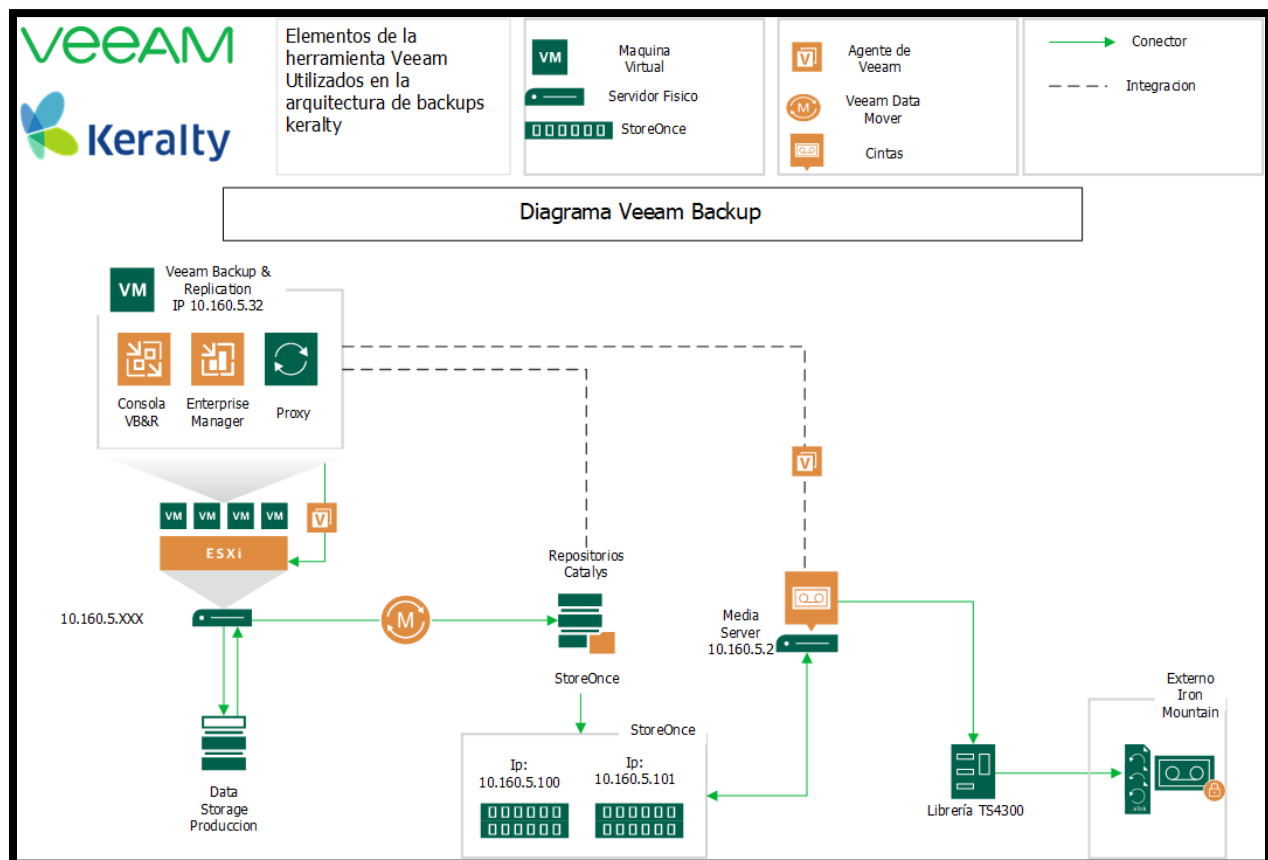 veeAM
Keralty
Elementos de la
herramienta Veeam
Utilizados en la
arquitectura de backups
keralty
VM
Maquina
Virtual
Servidor Fisico
StoreOnce
V
Agente de
Veeam
M
Veeam Data
Mover
Cintas
Conector
Integracion
Diagrama Veeam Backup
VM
Veeam Backup &
Replication
IP 10.160.5.32
Consola
VB&R
Enterprise
Manager
Proxy
VM
VM
VM
VM
V
ESXi
V
10.160.5.XXX
M
Repositorios
Catalys
StoreOnce
Media
Server
10.160.5.2
Data
Storage
Produccion
StoreOnce
Ip:
10.160.5.100
Ip:
10.160.5.101
Librería TS4300
Externo
Iron
Mountain
.vbk